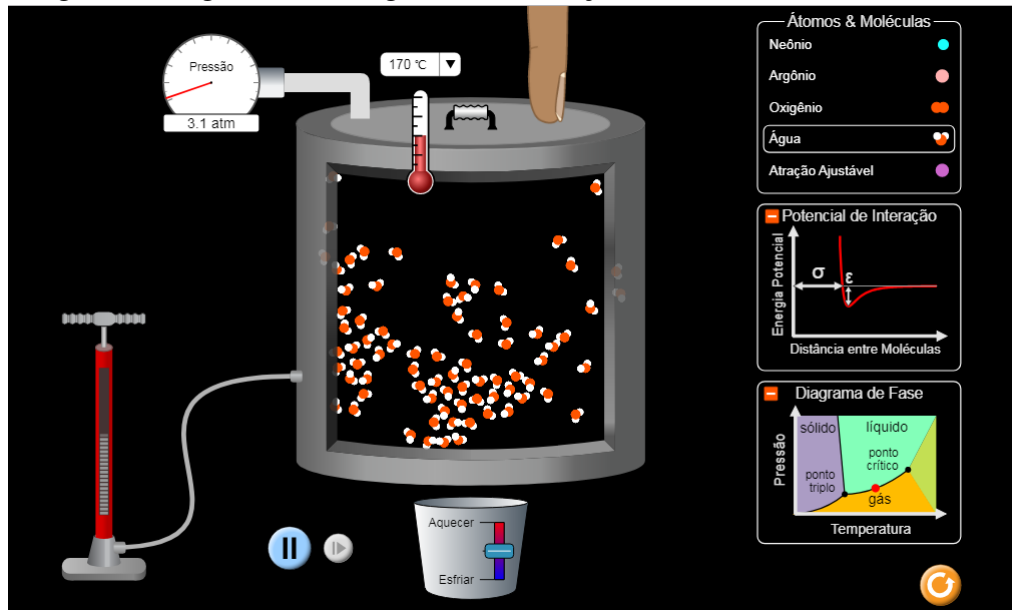 Pressão
3.1 atm
170 °C
Átomos & Moléculas
Neônio
Argônio
Oxigênio
Água
Atração Ajustável
Potencial de Interação
Energia Potencial
σ
ε
Distância entre Moléculas
Diagrama de Fase
Pressão
sólido
líquido
ponto
crítico
ponto
triplo
gás
Temperatura
Aquecer
Esfriar